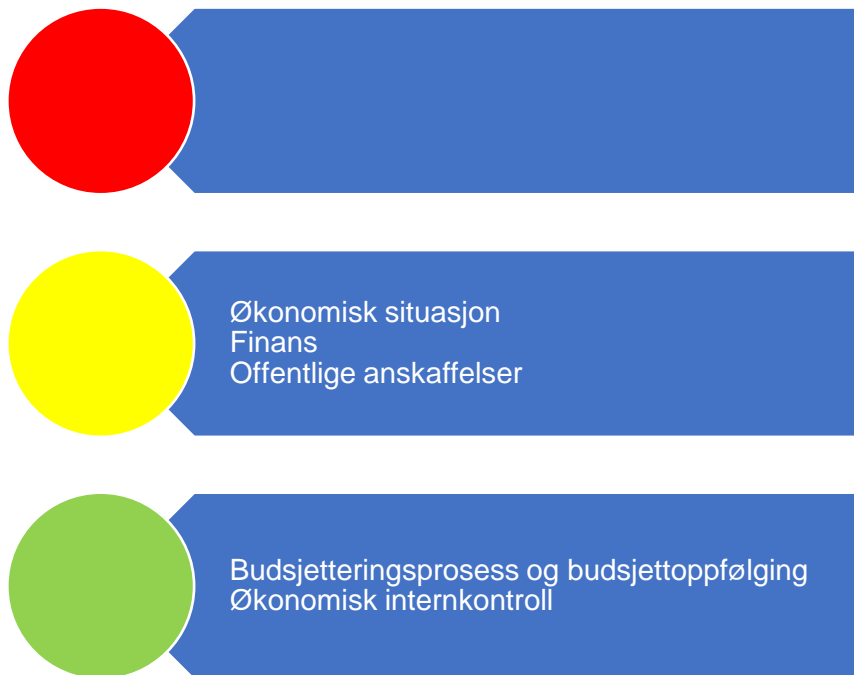 Økonomisk situasjon
Finans
Offentlige anskaffelser
Budsjetteringsprosess og budsjettoppfølging
Økonomisk internkontroll